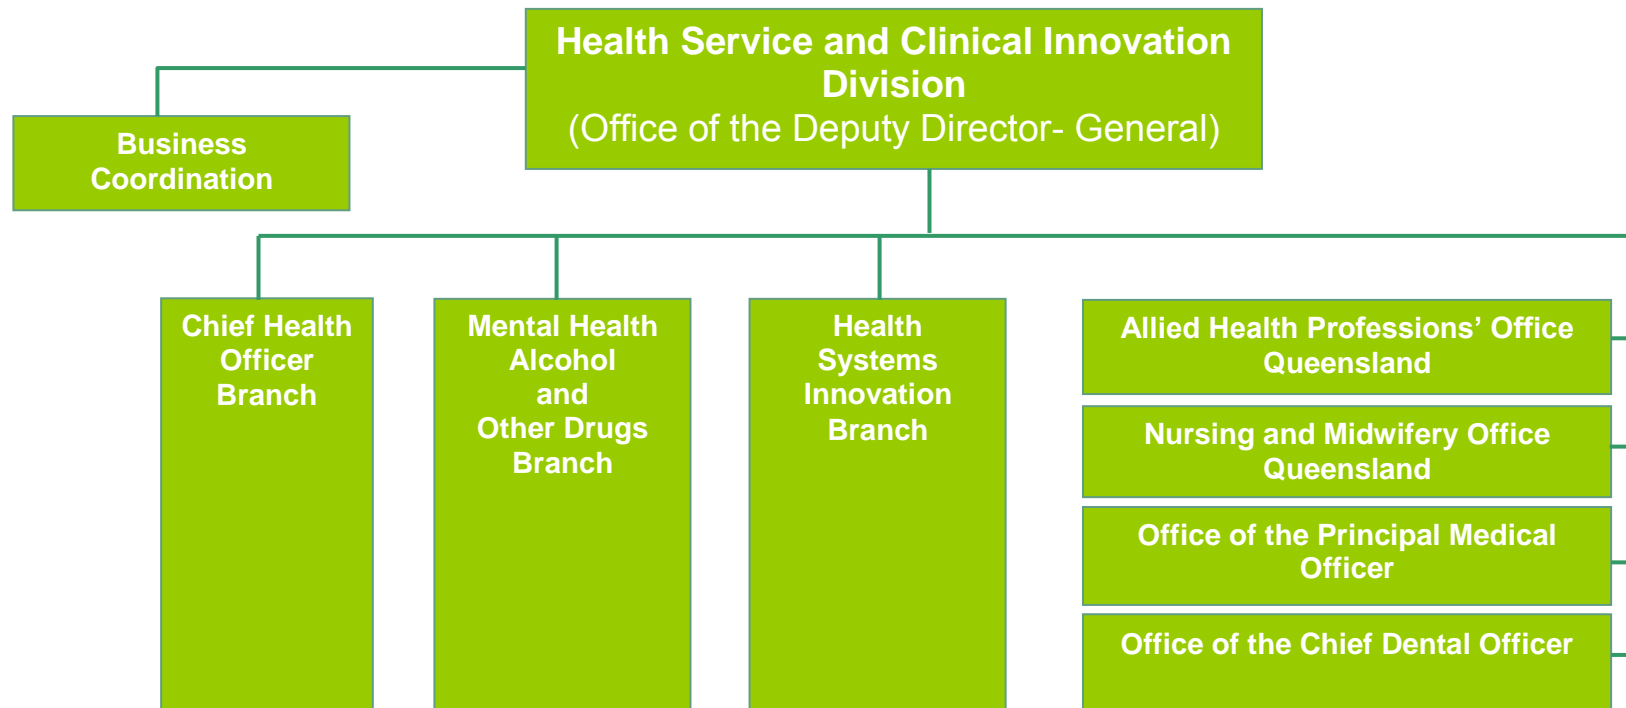 Health Service and Clinical Innovation
Division
(Office of the Deputy Director- General)
Business
Coordination
Chief Health
Officer
Branch
Mental Health
Alcohol
and
Other Drugs
Branch
Health
Systems
Innovation
Branch
Allied Health Professions’ Office
Queensland
Nursing and Midwifery Office
Queensland
Office of the Principal Medical
Officer
Office of the Chief Dental Officer